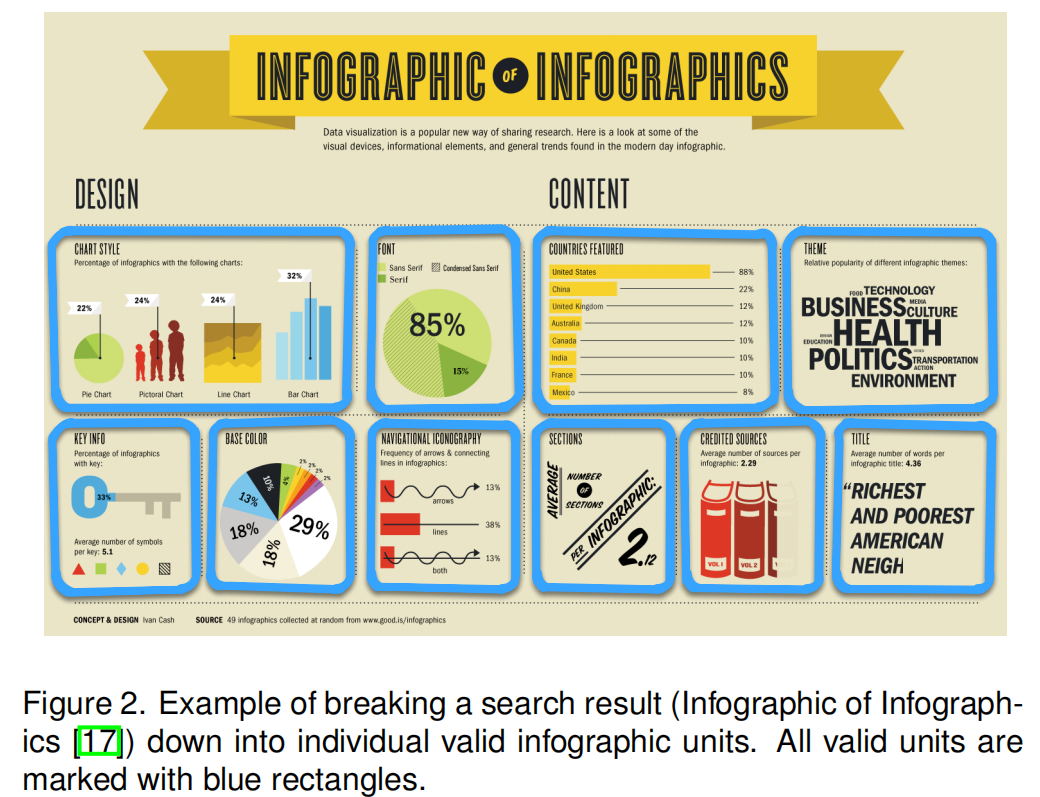 INFOGRAPHIC OF INFOGRAPHICS
Data visualization is a popular new way of sharing research. Here is a look at some of the
visual devices, informational elements, and general trends found in the modern day infographic.
DESIGN
CHART STYLE
Percentage of infographics with the following charts:
22%
24%
24%
32%
Pie Chart
Pictoral Chart
Line Chart
Bar Chart
FONT
Sans Serif
Condensed Sans Serif
Serif
85%
15%
CONTENT
COUNTRIES FEATURED
United States 88%
China 22%
United Kingdom 12%
Australia 12%
Canada 10%
India 10%
France 10%
Mexico 8%
THEME
Relative popularity of different infographic themes:
FOOD TECHNOLOGY
BUSINESS MEDIA
CULTURE
HEALTH
EDUCATION
POLITICS
TRANSPORTATION
ACTION
ENVIRONMENT
KEY INFO
Percentage of infographics
with key:
33%
Average number of symbols
per key: 5.1
BASE COLOR
2%
2%
2%
2%
4%
10%
13%
18%
18%
29%
NAVIGATIONAL ICONOGRAPHY
Frequency of arrows & connecting
lines in infographics:
13%
arrows
38%
lines
13%
both
SECTIONS
AVERAGE
NUMBER
OF
SECTIONS
PER INFOGRAPHIC:
2.12
CREDITED SOURCES
Average number of sources per
infographic: 2.29
VOL 1
VOL 2
TITLE
Average number of words per
infographic title: 4.36
“RICHEST
AND POOREST
AMERICAN
NEIGH
CONCEPT & DESIGN Ivan Cash SOURCE 49 infographics collected at random from www.good.is/infographics
Figure 2. Example of breaking a search result (Infographic of Infograph-
ics [17]) down into individual valid infographic units. All valid units are
marked with blue rectangles.